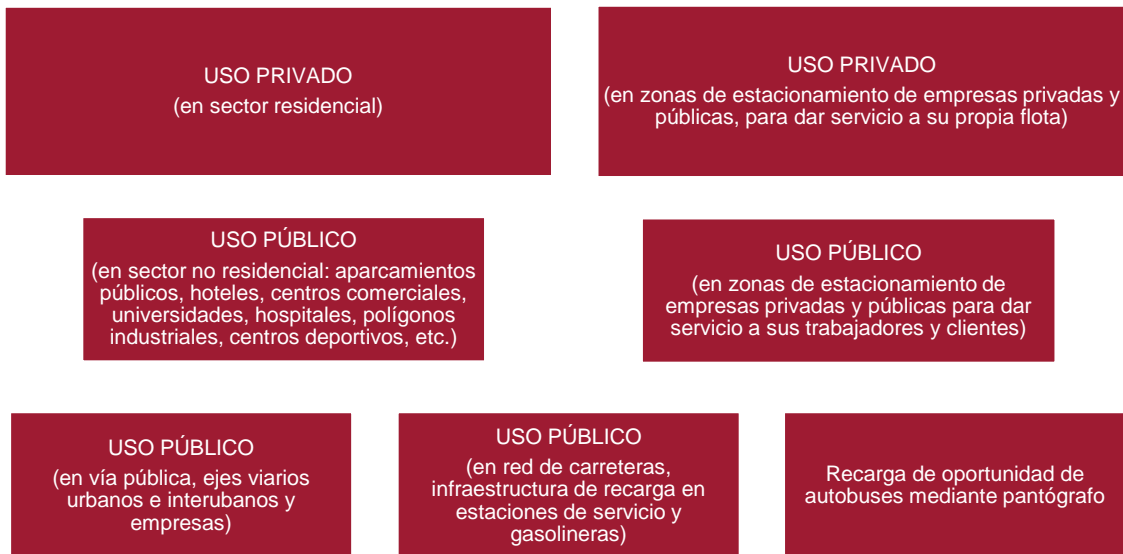 USO PRIVADO
(en sector residencial)
USO PRIVADO
(en zonas de estacionamiento de empresas privadas y
públicas, para dar servicio a su propia flota)
USO PÚBLICO
(en sector no residencial: aparcamientos
públicos, hoteles, centros comerciales,
universidades, hospitales, polígonos
industriales, centros deportivos, etc.)
USO PÚBLICO
(en zonas de estacionamiento de
empresas privadas y públicas para dar
servicio a sus trabajadores y clientes)
USO PÚBLICO
(en vía pública, ejes viarios
urbanos e interubanos y
empresas)
USO PÚBLICO
(en red de carreteras,
infraestructura de recarga en
estaciones de servicio y
gasolineras)
Recarga de oportunidad de
autobuses mediante pantógrafo